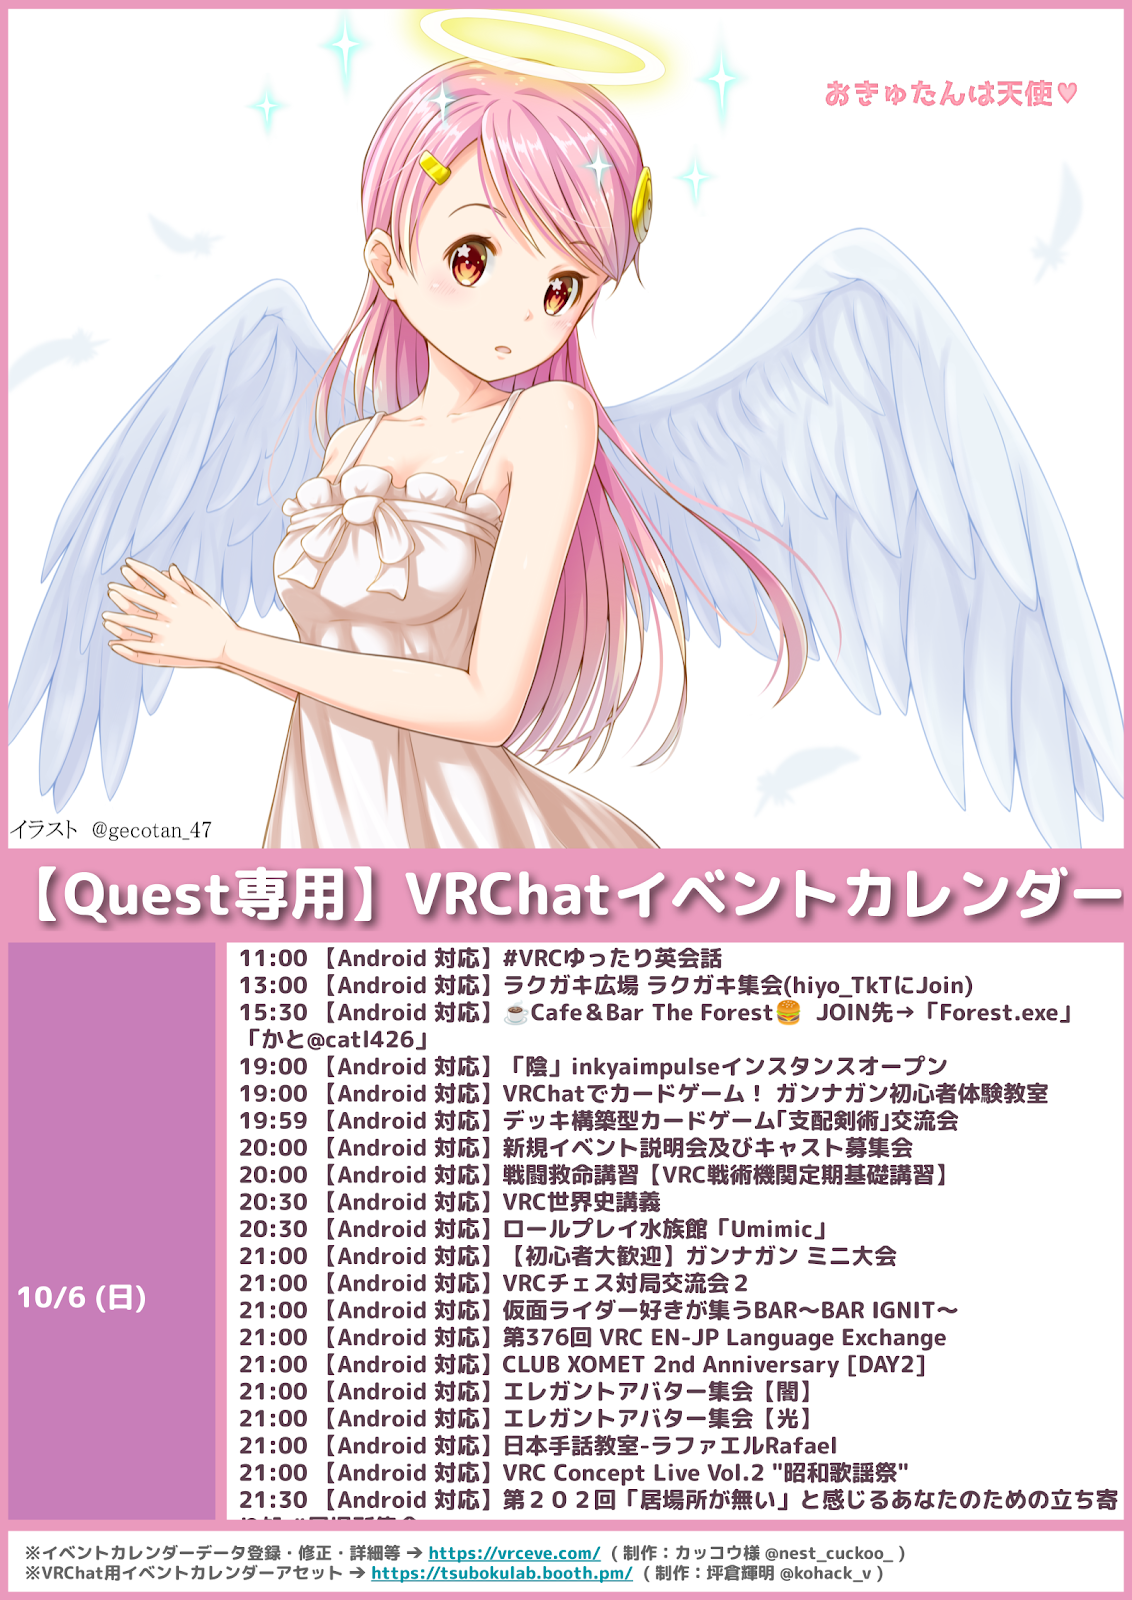 おきゅたんは天使♥
イラスト @gecotan_47
【Quest専用】VRChatイベントカレンダー
10/6 (日)
11:00 【Android 対応】#VRCゆったり英会話
13:00 【Android 対応】ラクガキ広場 ラクガキ集会(hiyo_TkTにJoin)
15:30 【Android 対応】☕Cafe＆Bar The Forest🍔 JOIN先→「Forest.exe」
「かと@catl426」
19:00 【Android 対応】「陰」inkyaimpulseインスタンスオープン
19:00 【Android 対応】VRChatでカードゲーム！ ガンナガン初心者体験教室
19:59 【Android 対応】デッキ構築型カードゲーム｢支配剣術｣交流会
20:00 【Android 対応】新規イベント説明会及びキャスト募集会
20:00 【Android 対応】戦闘救命講習【VRC戦術機関定期基礎講習】
20:30 【Android 対応】VRC世界史講義
20:30 【Android 対応】ロールプレイ水族館「Umimic」
21:00 【Android 対応】【初心者大歓迎】ガンナガン ミニ大会
21:00 【Android 対応】VRCチェス対局交流会２
21:00 【Android 対応】仮面ライダー好きが集うBAR～BAR IGNIT～
21:00 【Android 対応】第376回 VRC EN-JP Language Exchange
21:00 【Android 対応】CLUB XOMET 2nd Anniversary [DAY2]
21:00 【Android 対応】エレガントアバター集会【闇】
21:00 【Android 対応】エレガントアバター集会【光】
21:00 【Android 対応】日本手話教室-ラファエルRafael
21:00 【Android 対応】VRC Concept Live Vol.2 "昭和歌謡祭"
21:30 【Android 対応】第２０２回「居場所が無い」と感じるあなたのための立ち寄
※イベントカレンダーデータ登録・修正・詳細等 ➔ https://vrceve.com/ ( 制作：カッコウ様 @nest_cuckoo_ )
※VRChat用イベントカレンダーアセット ➔ https://tsubokulab.booth.pm/ ( 制作：坪倉輝明 @kohack_v )